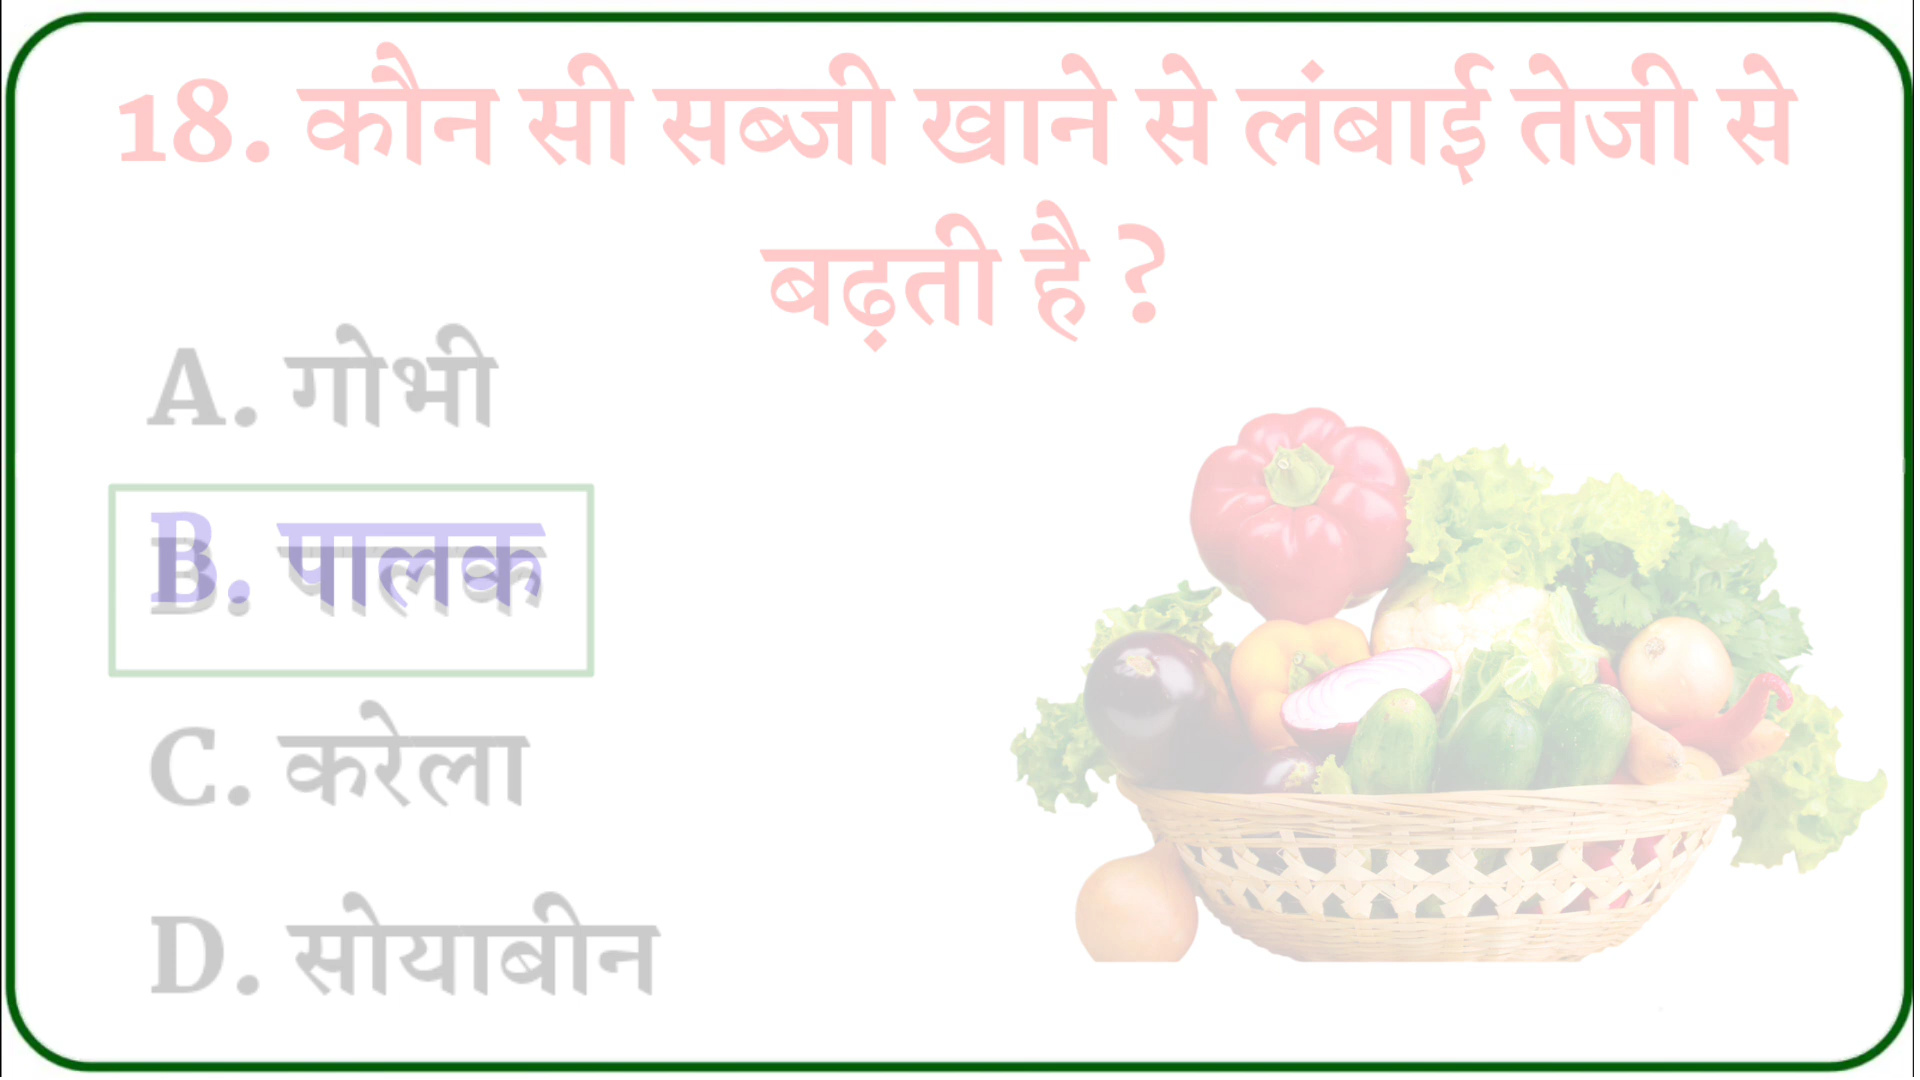 18. कौन सी सब्जी खाने से लंबाई तेजी से
बढ़ती है ?
A. गोभी
B. पालक
C. करेला
D. सोयाबीन